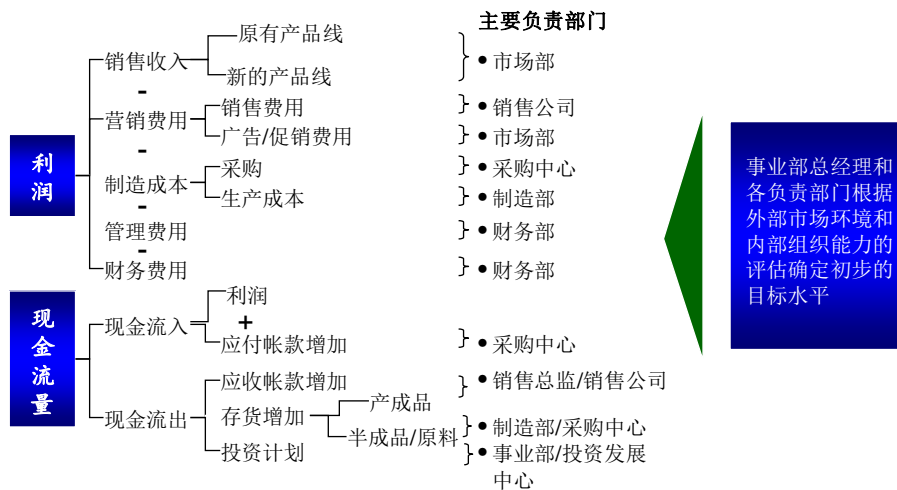 主要负责部门
原有产品线
销售收入
新的产品线
• 市场部
-
营销费用
销售费用
• 销售公司
广告/促销费用
• 市场部
-
利润
制造成本
采购
• 采购中心
生产成本
• 制造部
-
管理费用
• 财务部
-
财务费用
• 财务部
现金流量
现金流入
利润
+
应付帐款增加
• 采购中心
现金流出
应收帐款增加
• 销售总监/销售公司
存货增加
产成品
半成品/原料
• 制造部/采购中心
投资计划
• 事业部/投资发展
中心
事业部总经理和
各负责部门根据
外部市场环境和
内部组织能力的
评估确定初步的
目标水平